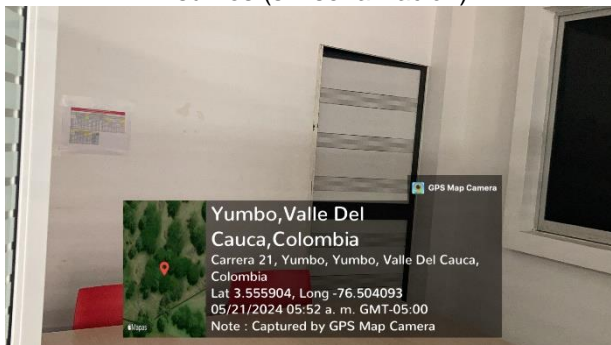 GPS Map Camera
Yumbo,Valle Del
Cauca,Colombia
Carrera 21, Yumbo, Yumbo, Valle Del Cauca,
Colombia
Lat 3.555904, Long -76.504093
05/21/2024 05:52 a. m. GMT-05:00
Note : Captured by GPS Map Camera
Mapas